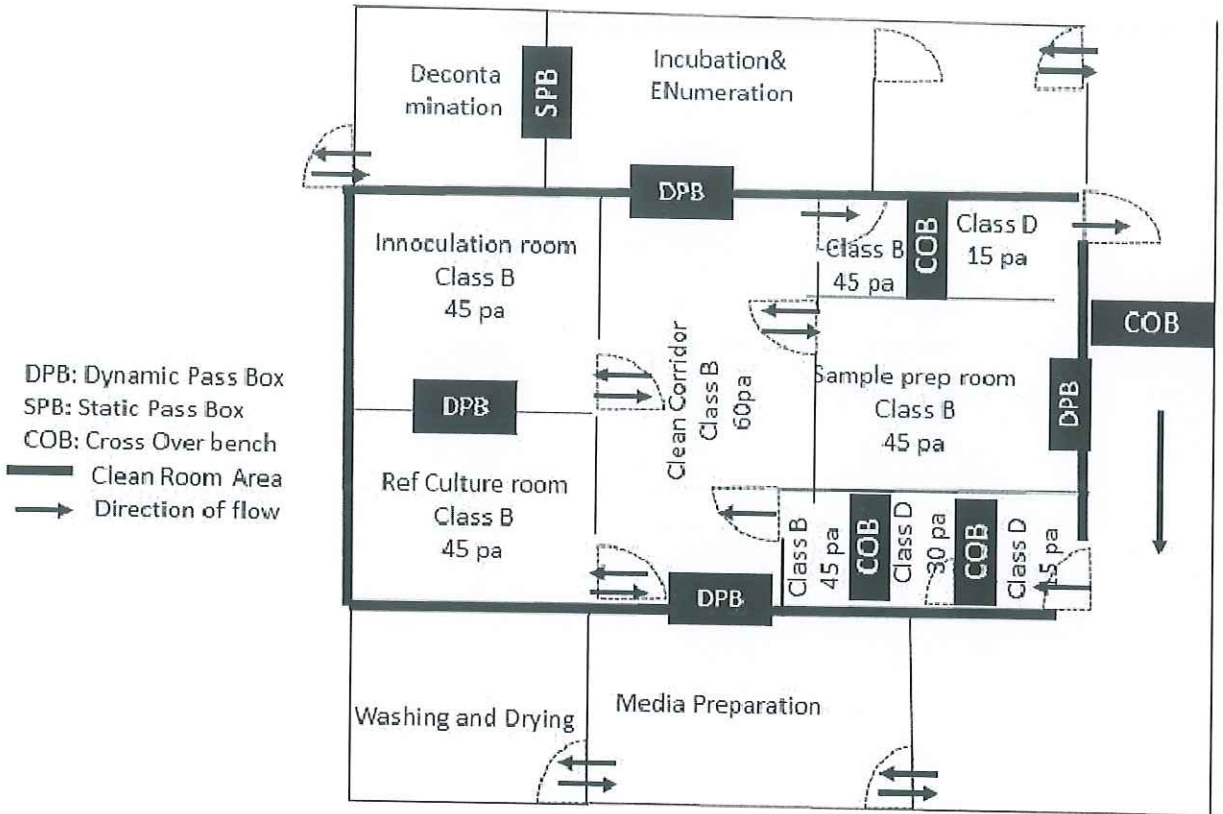 Deconta
mination
SPB
Incubation&
ENumeration
DPB
Innoculation room
Class B
45 pa
Clean Corridor
Class B
60pa
Class B
45 pa
COB
Class D
15 pa
COB
DPB: Dynamic Pass Box
SPB: Static Pass Box
COB: Cross Over bench
Clean Room Area
Direction of flow
DPB
Sample prep room
Class B
45 pa
DPB
Ref Culture room
Class B
45 pa
Class B
45 pa
COB
Class D
30 pa
COB
Class D
15 pa
DPB
Washing and Drying
Media Preparation